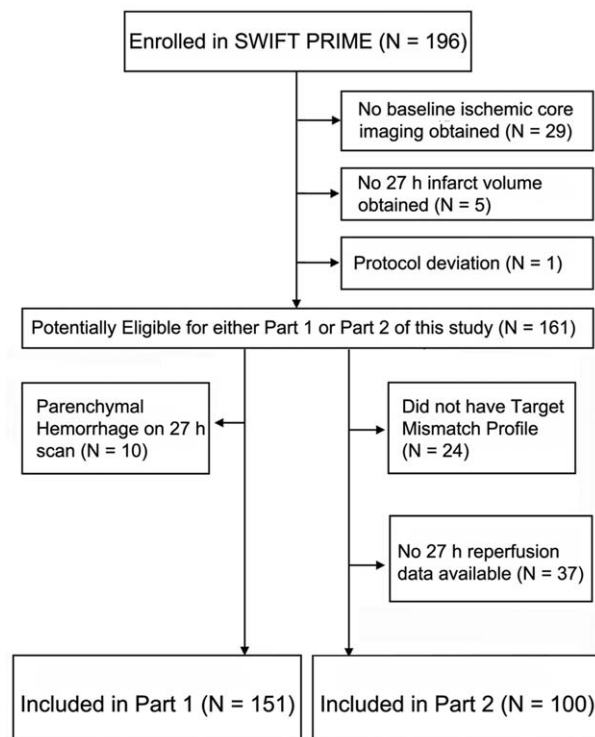 Enrolled in SWIFT PRIME (N = 196)
No baseline ischemic core
imaging obtained (N = 29)
No 27 h infarct volume
obtained (N = 5)
Protocol deviation (N = 1)
Potentially Eligible for either Part 1 or Part 2 of this study (N = 161)
Parenchymal
Hemorrhage on 27 h
scan (N = 10)
Did not have Target
Mismatch Profile
(N = 24)
No 27 h reperfusion
data available (N = 37)
Included in Part 1 (N = 151)
Included in Part 2 (N = 100)